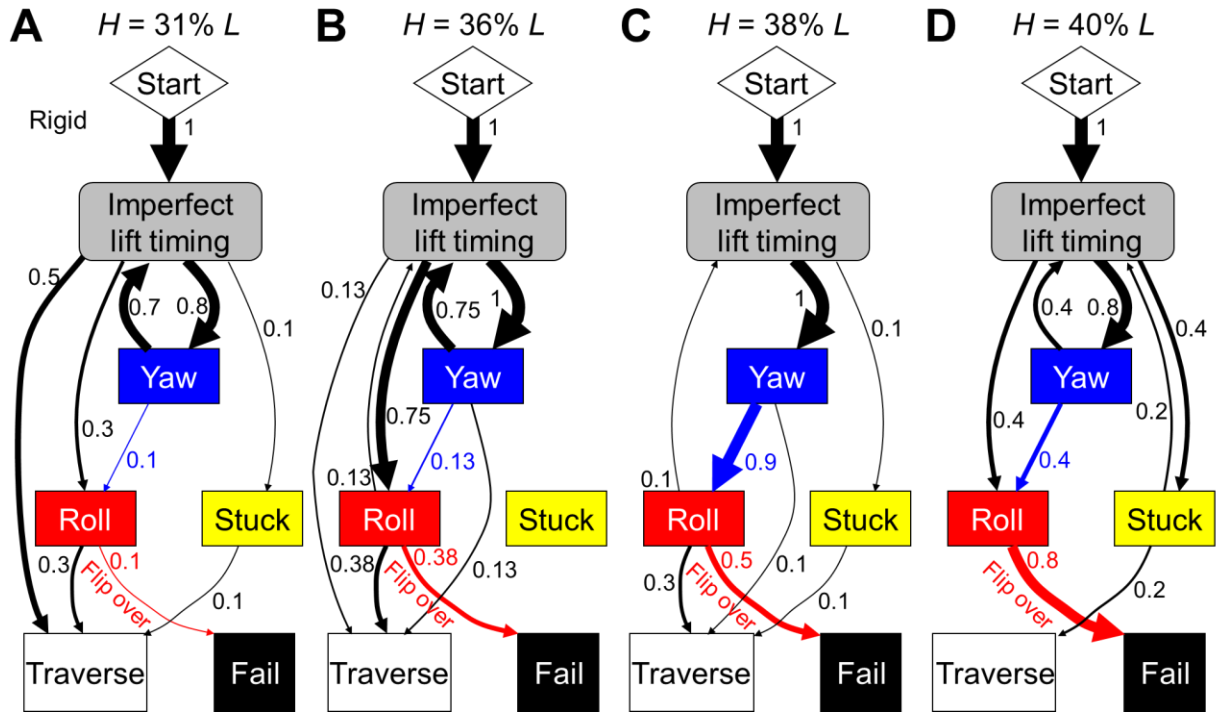 A H = 31% L
Start
Rigid
1
Imperfect
lift timing
0.5
0.7
0.8
0.1
Yaw
0.3
0.1
Roll
Stuck
0.3
0.1
Flip over
0.1
Traverse
Fail
B H = 36% L
Start
1
Imperfect
lift timing
0.13
0.75
1
Yaw
0.75
0.13
0.13
Roll
Stuck
0.38
0.38
Flip over
0.13
Traverse
Fail
C H = 38% L
Start
1
Imperfect
lift timing
1
0.1
Yaw
0.9
0.1
Roll
Stuck
0.3
0.5
Flip over
0.1
0.1
Traverse
Fail
D H = 40% L
Start
1
Imperfect
lift timing
0.4
0.8
0.4
Yaw
0.4
0.2
0.4
Roll
Stuck
0.8
Flip over
0.2
Traverse
Fail